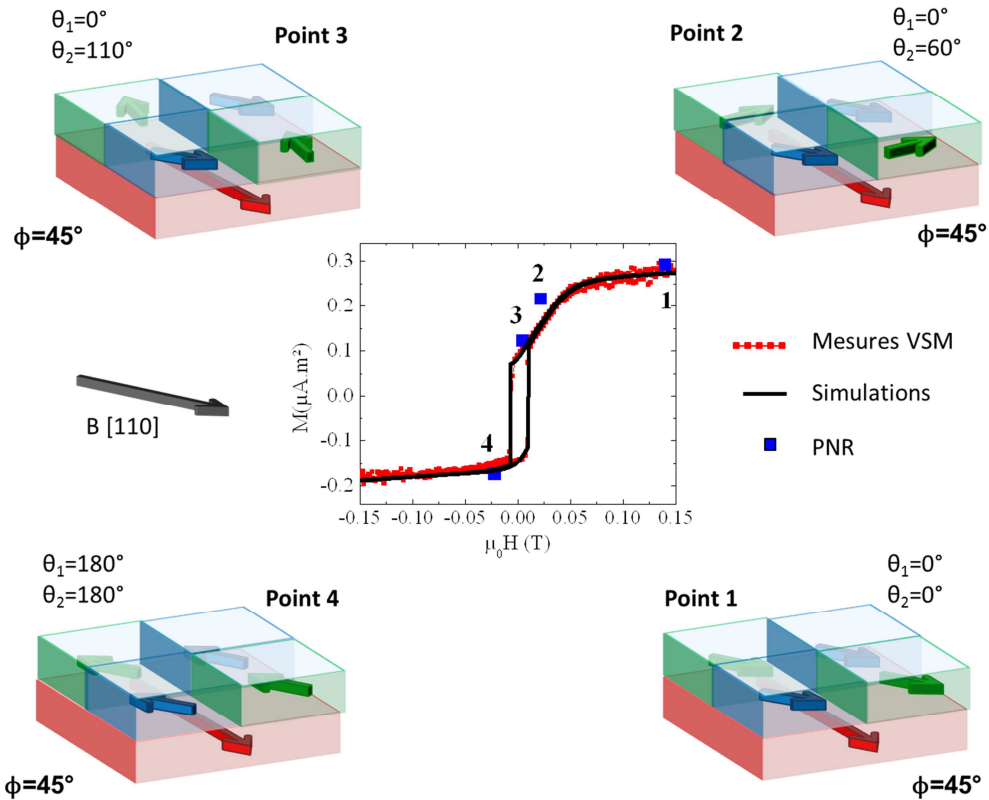 θ₁=0°
θ₂=110°
Point 3
ϕ=45°
Point 2
θ₁=0°
θ₂=60°
ϕ=45°
B [110]
M(µA.m²)
0.3
0.2
0.1
0.0
-0.1
-0.2
2
3
1
4
-0.15
-0.10
-0.05
0.00
0.05
0.10
0.15
µ₀H (T)
Mesures VSM
Simulations
PNR
θ₁=180°
θ₂=180°
Point 4
ϕ=45°
Point 1
θ₁=0°
θ₂=0°
ϕ=45°